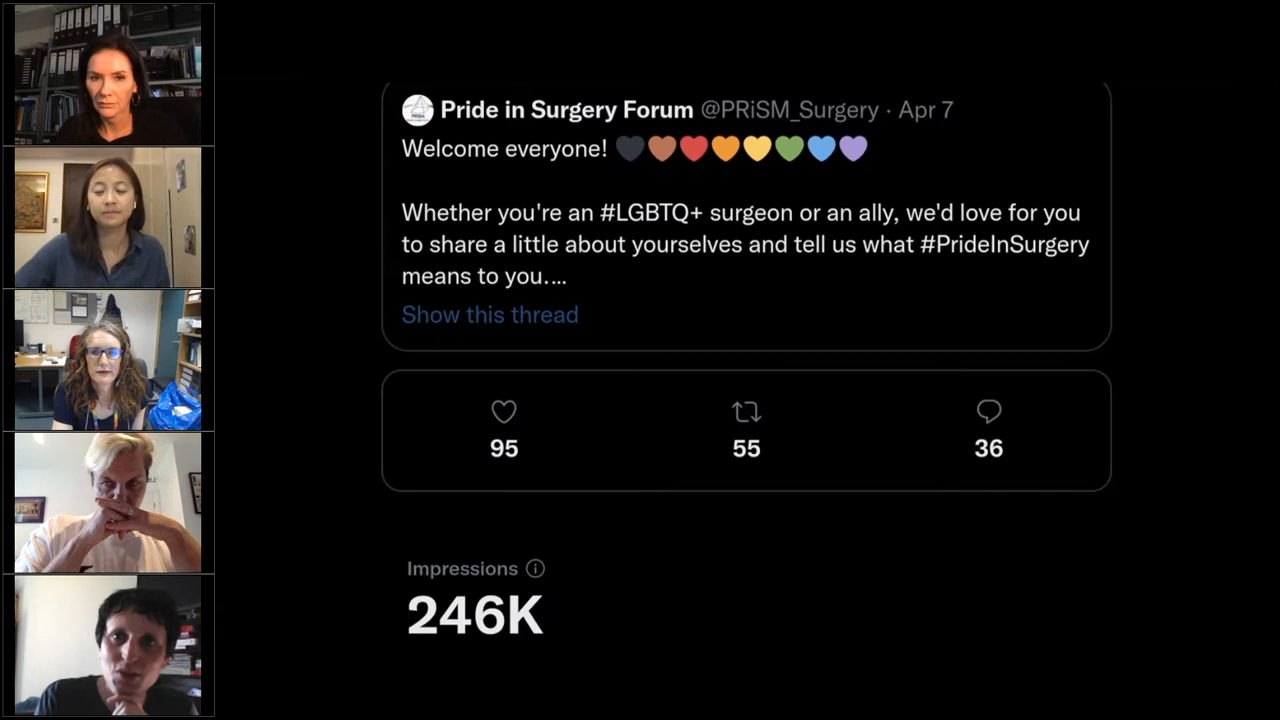 Pride in Surgery Forum @PRiSM_Surgery · Apr 7
Welcome everyone! 🖤🤎❤️🧡💛💚💙💜
Whether you're an #LGBTQ+ surgeon or an ally, we'd love for you
to share a little about yourselves and tell us what #PrideInSurgery
means to you....
Show this thread
95 55 36
Impressions
246K